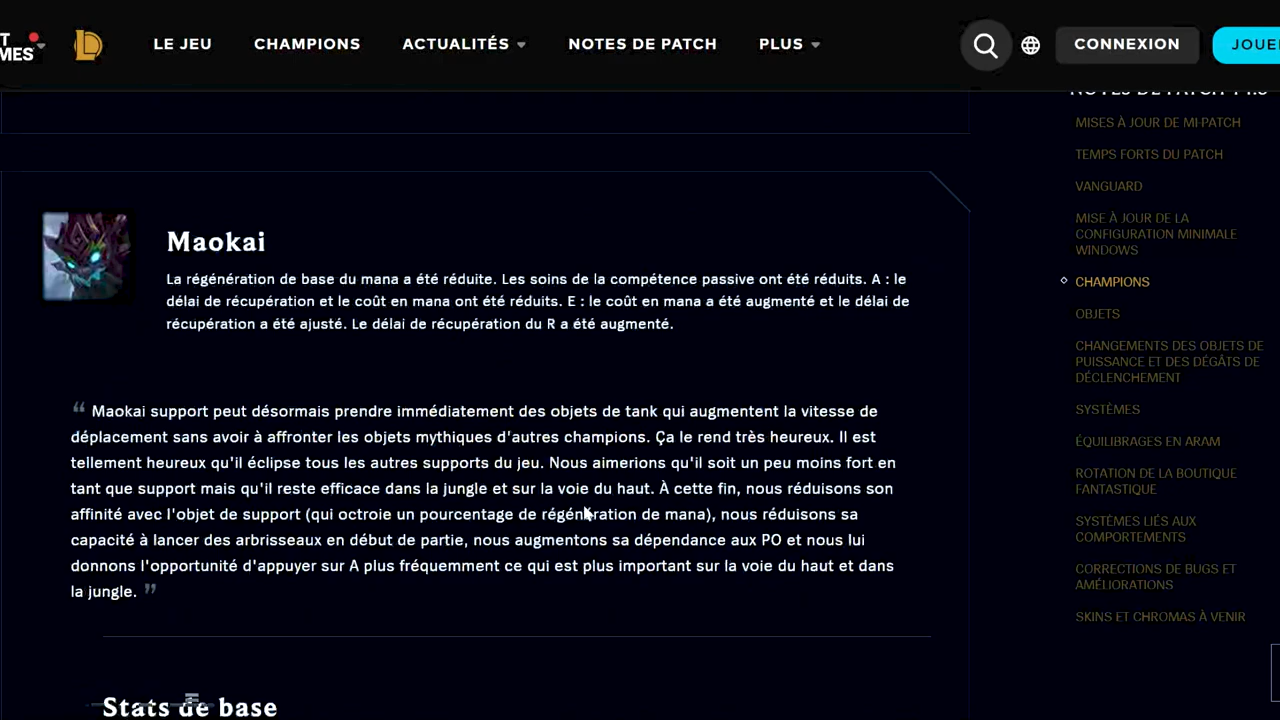 LE JEU
CHAMPIONS
ACTUALITÉS
NOTES DE PATCH
PLUS
CONNEXION
Maokai
La régénération de base du mana a été réduite. Les soins de la compétence passive ont été réduits. A : le
délai de récupération et le coût en mana ont été réduits. E : le coût en mana a été augmenté et le délai de
récupération a été ajusté. Le délai de récupération du R a été augmenté.
“ Maokai support peut désormais prendre immédiatement des objets de tank qui augmentent la vitesse de
déplacement sans avoir à affronter les objets mythiques d'autres champions. Ça le rend très heureux. Il est
tellement heureux qu'il éclipse tous les autres supports du jeu. Nous aimerions qu'il soit un peu moins fort en
tant que support mais qu'il reste efficace dans la jungle et sur la voie du haut. À cette fin, nous réduisons son
affinité avec l'objet de support (qui octroie un pourcentage de régénération de mana), nous réduisons sa
capacité à lancer des arbrisseaux en début de partie, nous augmentons sa dépendance aux PO et nous lui
donnons l'opportunité d'appuyer sur A plus fréquemment ce qui est plus important sur la voie du haut et dans
la jungle. ”
Stats de base
NOTES DE PATCH
MISES À JOUR DE MI-PATCH
TEMPS FORTS DU PATCH
VANGUARD
MISE À JOUR DE LA
CONFIGURATION MINIMALE
WINDOWS
CHAMPIONS
OBJETS
CHANGEMENTS DES OBJETS DE
PUISSANCE ET DES DÉGÂTS DE
DÉCLENCHEMENT
SYSTÈMES
ÉQUILIBRAGES EN ARAM
ROTATION DE LA BOUTIQUE
FANTASTIQUE
SYSTÈMES LIÉS AUX
COMPORTEMENTS
CORRECTIONS DE BUGS ET
AMÉLIORATIONS
SKINS ET CHROMAS À VENIR